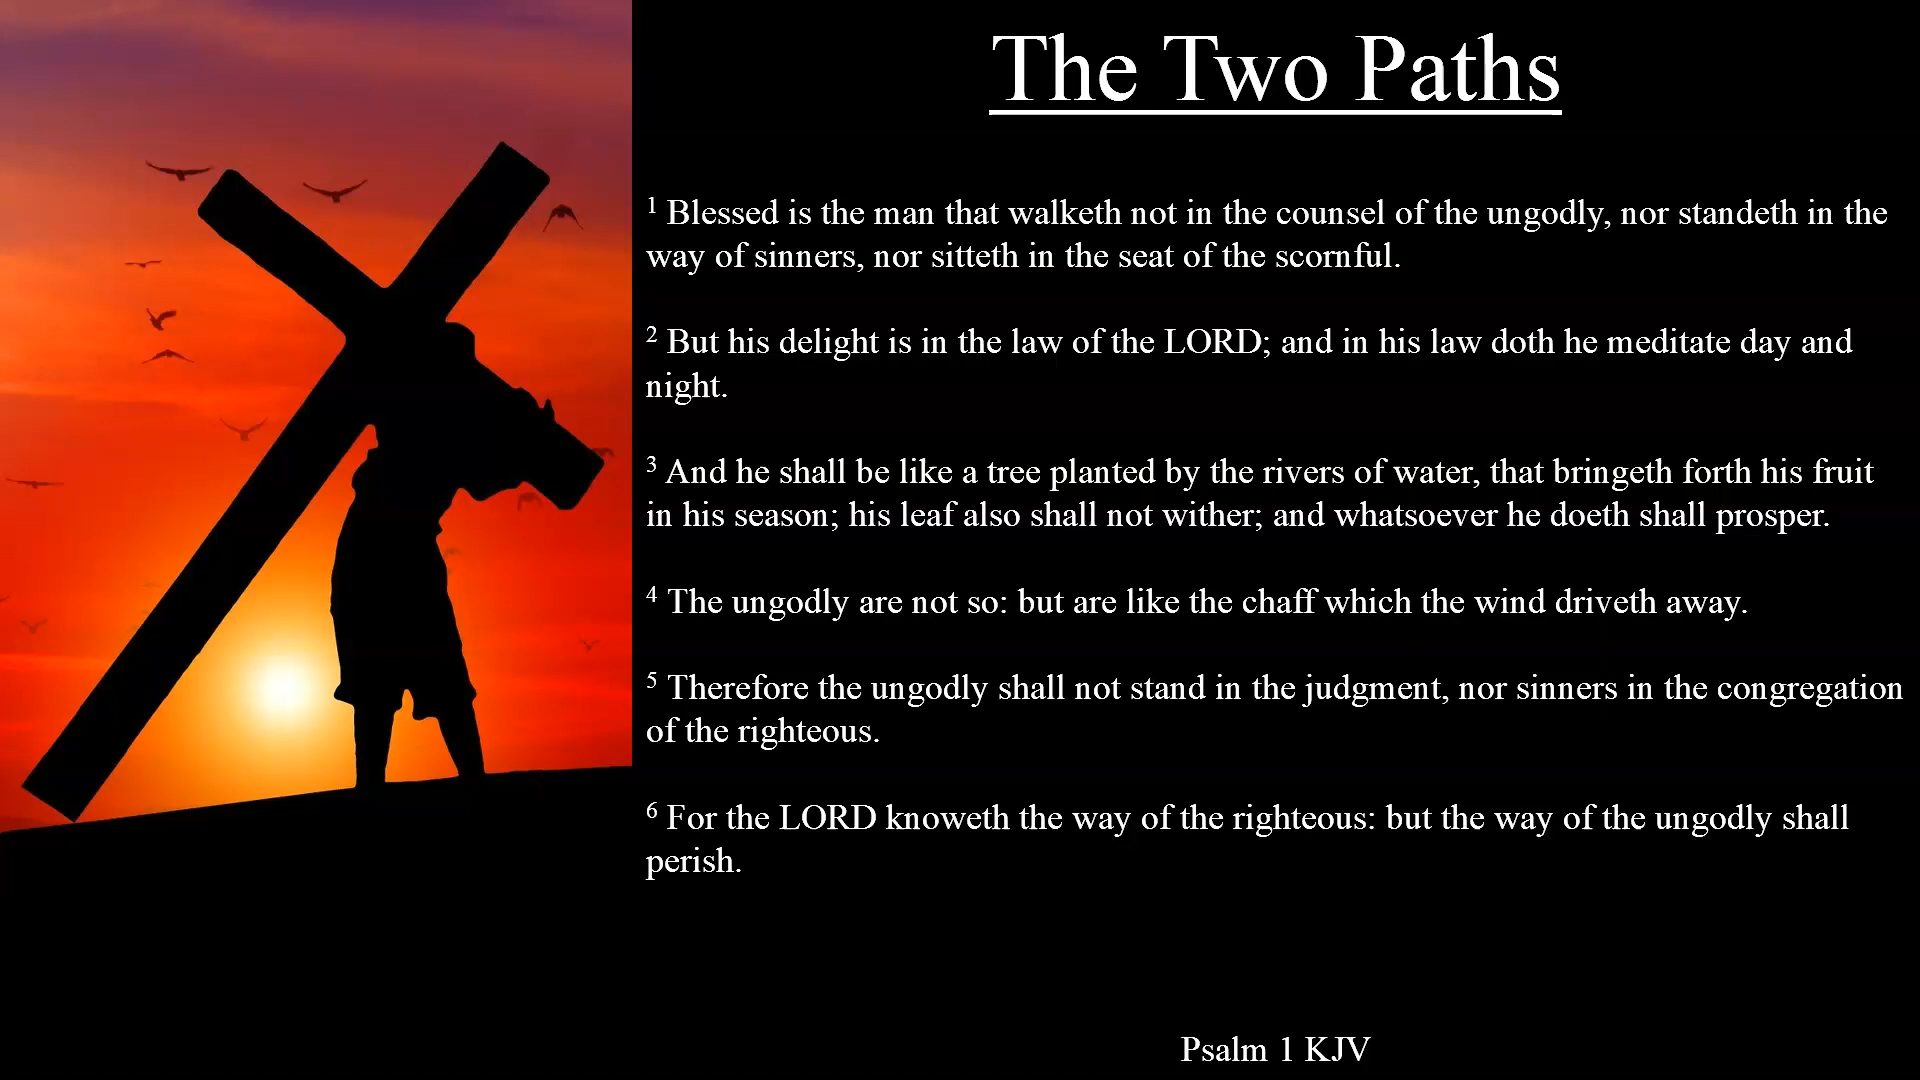 The Two Paths
1 Blessed is the man that walketh not in the counsel of the ungodly, nor standeth in the
way of sinners, nor sitteth in the seat of the scornful.
2 But his delight is in the law of the LORD; and in his law doth he meditate day and
night.
3 And he shall be like a tree planted by the rivers of water, that bringeth forth his fruit
in his season; his leaf also shall not wither; and whatsoever he doeth shall prosper.
4 The ungodly are not so: but are like the chaff which the wind driveth away.
5 Therefore the ungodly shall not stand in the judgment, nor sinners in the congregation
of the righteous.
6 For the LORD knoweth the way of the righteous: but the way of the ungodly shall
perish.
Psalm 1 KJV